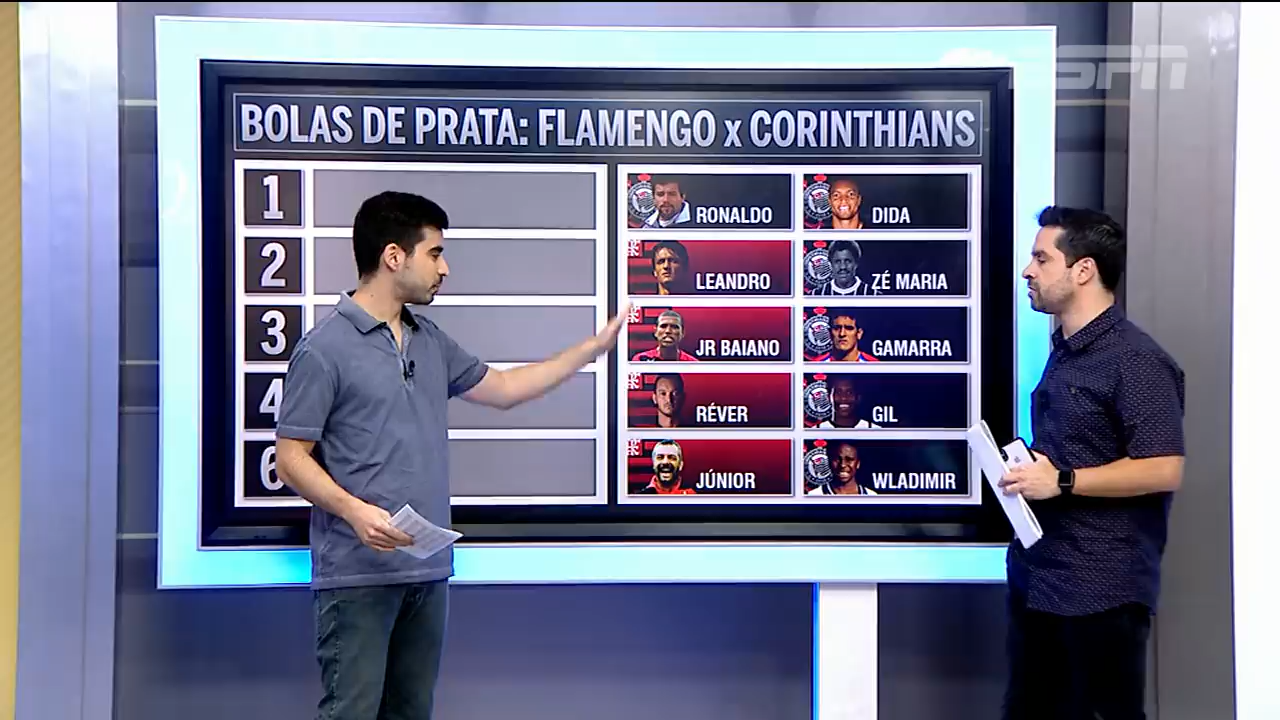 ESPN
BOLAS DE PRATA: FLAMENGO x CORINTHIANS
1
RONALDO
DIDA
2
LEANDRO
ZÉ MARIA
3
JR BAIANO
GAMARRA
4
RÉVER
GIL
6
JÚNIOR
WLADIMIR